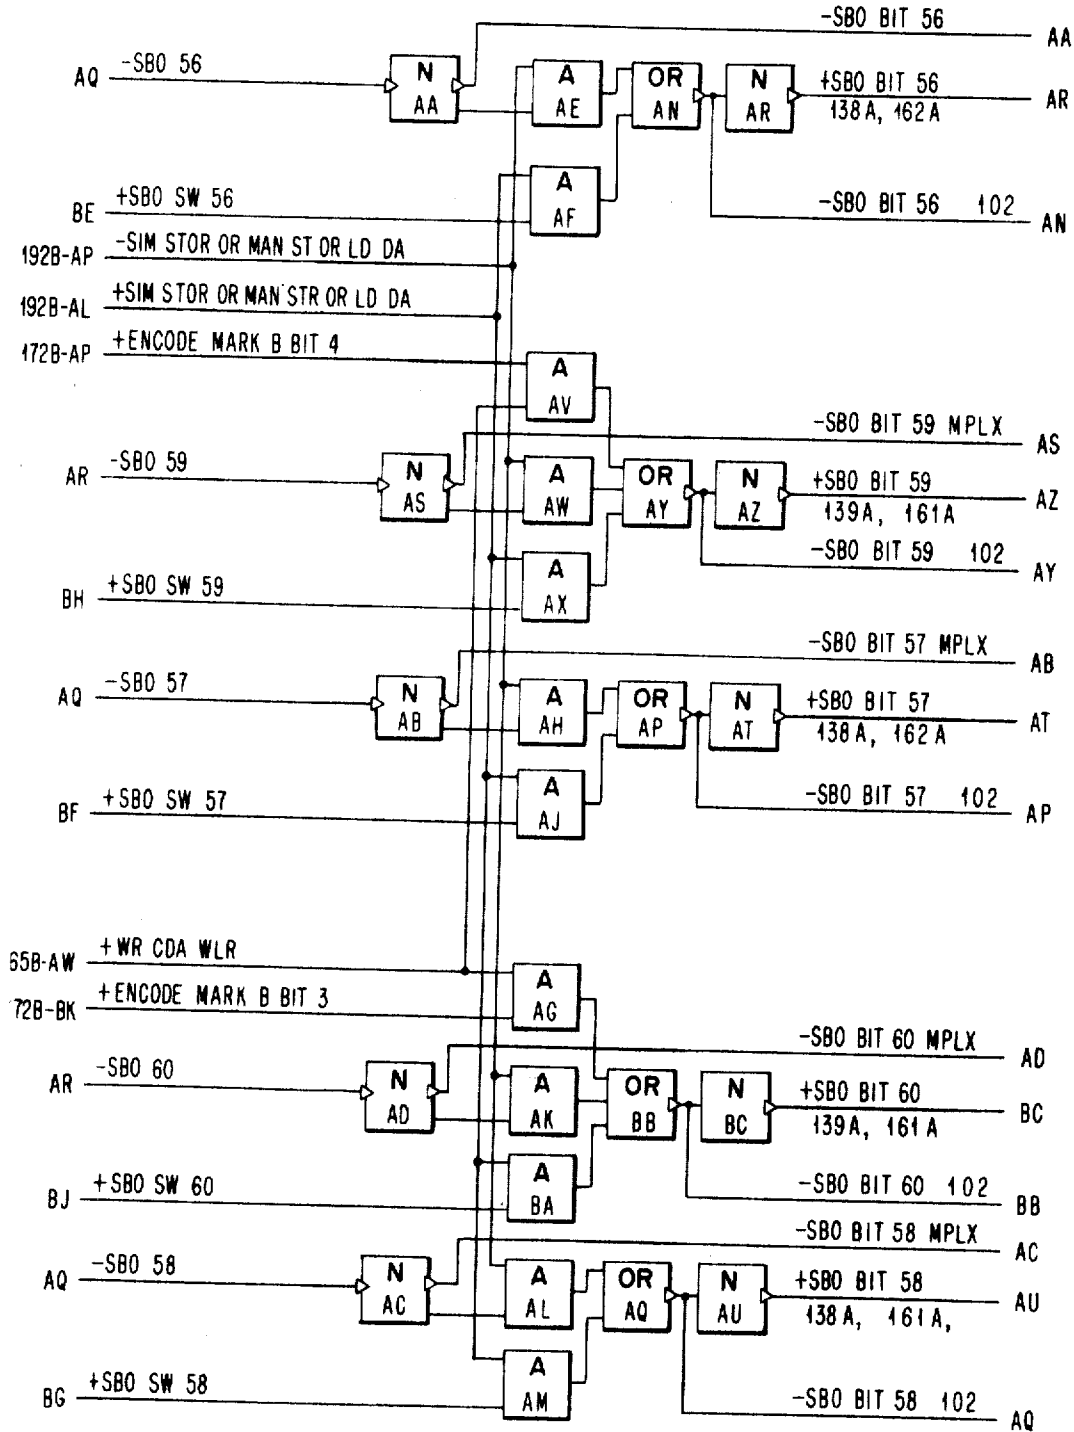 -SBO BIT 56
AA
AQ -SBO 56
N
AA
A
AE
OR
AN
N
AR
+SBO BIT 56
138A, 162A
AR
BE +SBO SW 56
A
AF
-SBO BIT 56 102
AN
192B-AP -SIM STOR OR MAN ST OR LD DA
192B-AL +SIM STOR OR MAN STR OR LD DA
172B-AP +ENCODE MARK B BIT 4
A
AV
-SBO BIT 59 MPLX
AS
AR -SBO 59
N
AS
A
AW
OR
AY
N
AZ
+SBO BIT 59
139A, 161A
AZ
-SBO BIT 59 102
AY
BH +SBO SW 59
A
AX
-SBO BIT 57 MPLX
AB
AQ -SBO 57
N
AB
A
AH
OR
AP
N
AT
+SBO BIT 57
138A, 162A
AT
BF +SBO SW 57
A
AJ
-SBO BIT 57 102
AP
65B-AW +WR CDA WLR
72B-BK +ENCODE MARK B BIT 3
A
AG
-SBO BIT 60 MPLX
AD
AR -SBO 60
N
AD
A
AK
OR
BB
N
BC
+SBO BIT 60
139A, 161A
BC
BJ +SBO SW 60
A
BA
-SBO BIT 60 102
BB
-SBO BIT 58 MPLX
AC
AQ -SBO 58
N
AC
A
AL
OR
AQ
N
AU
+SBO BIT 58
138A, 161A,
AU
BG +SBO SW 58
A
AM
-SBO BIT 58 102
AQ